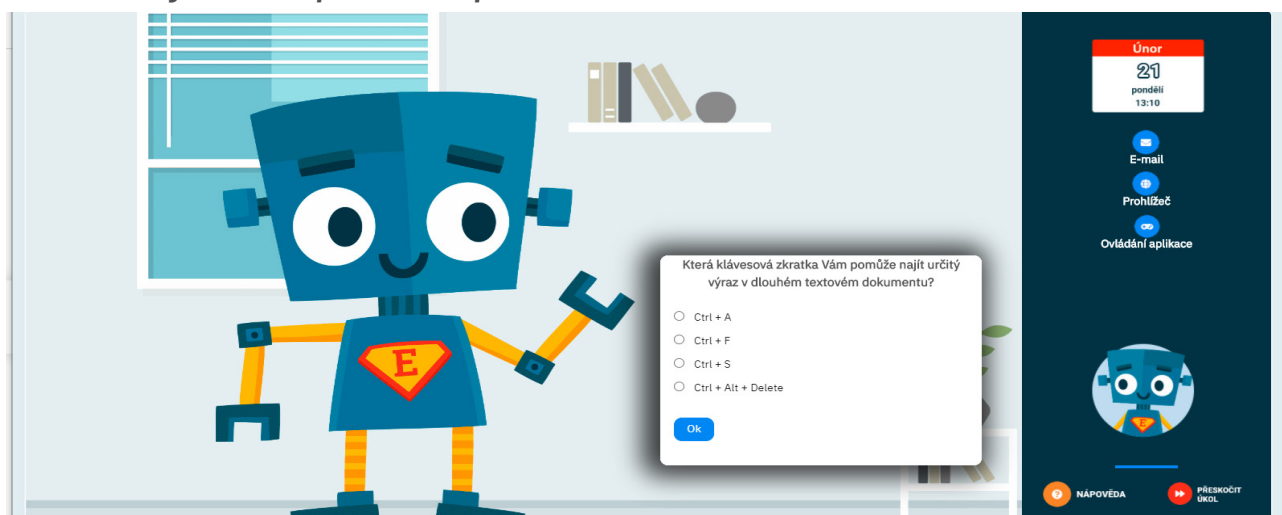 Únor
21
pondělí
13:10
E-mail
Prohlížeč
Ovládání aplikace
Která klávesová zkratka Vám pomůže najít určitý
výraz v dlouhém textovém dokumentu?
Ctrl + A
Ctrl + F
Ctrl + S
Ctrl + Alt + Delete
Ok
E
E
NÁPOVĚDA
PŘESKOČIT
ÚKOL